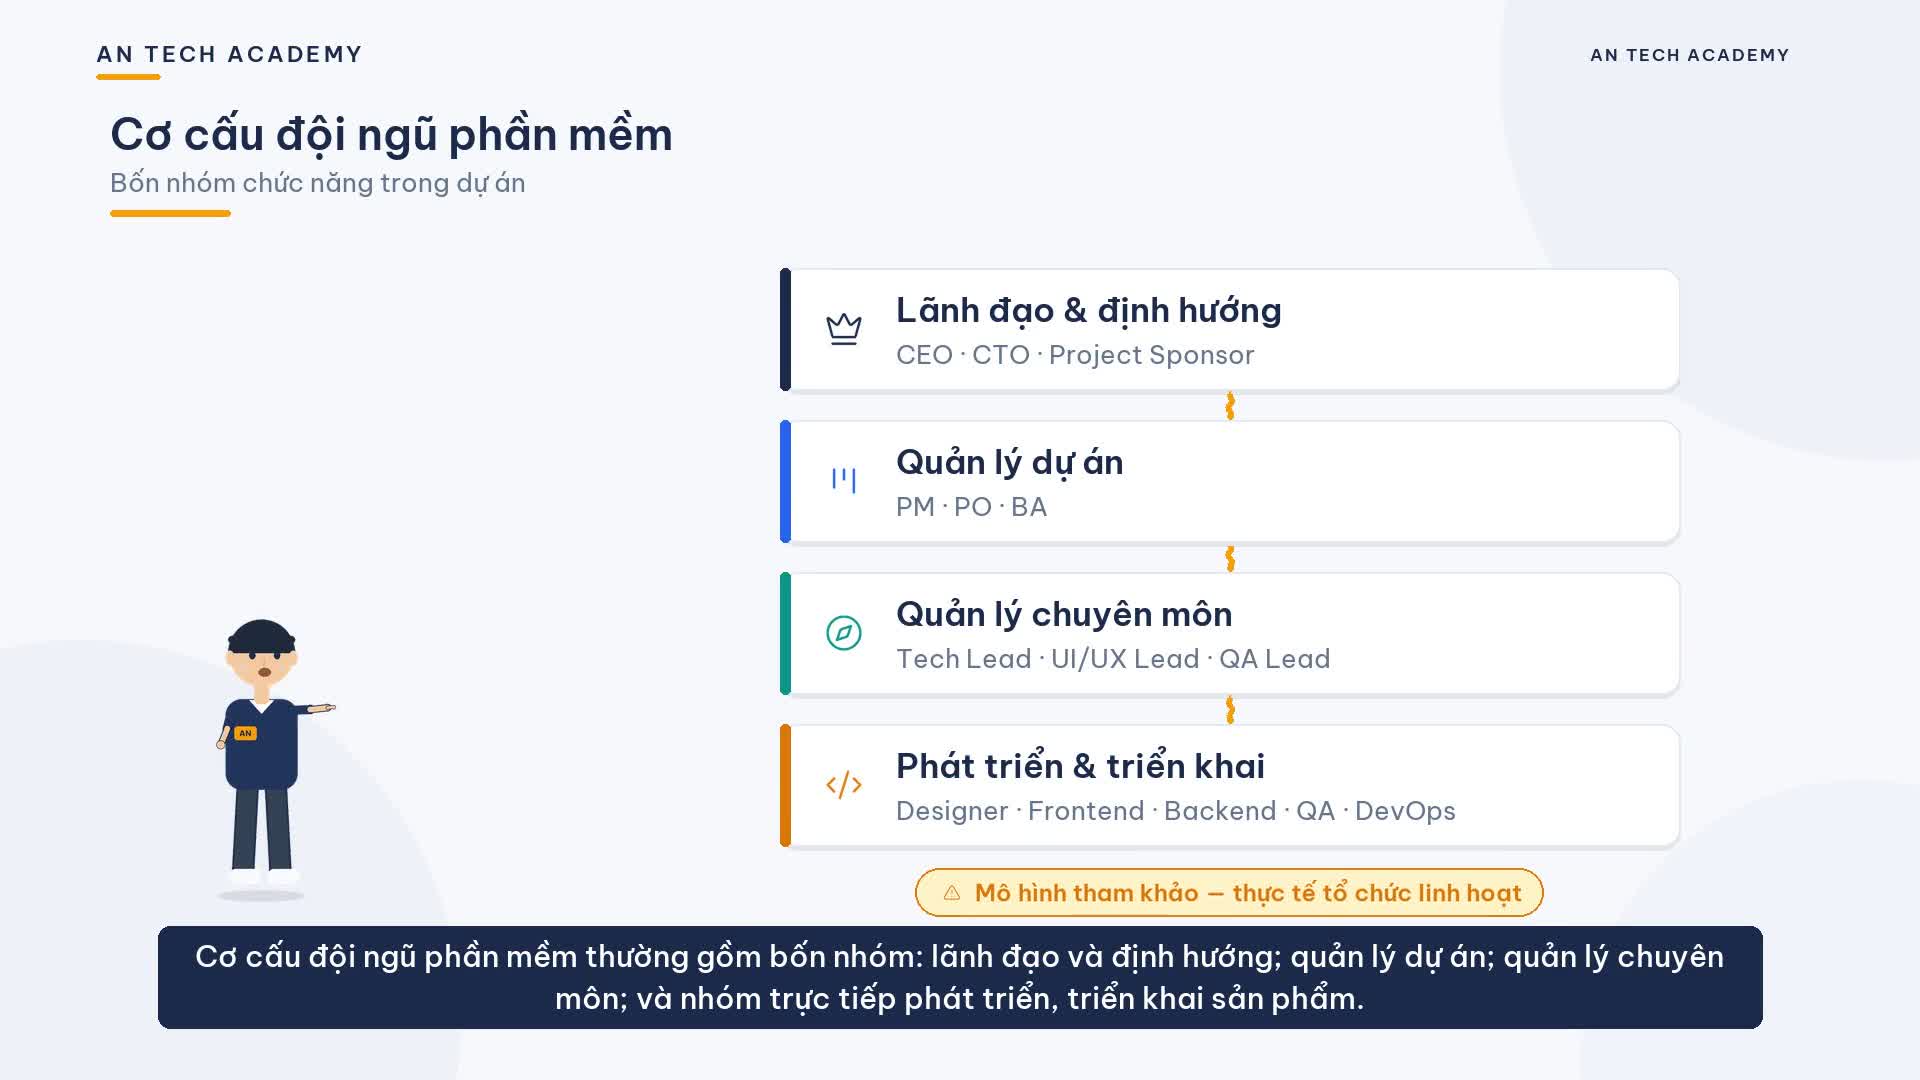 AN TECH ACADEMY
AN TECH ACADEMY
Cơ cấu đội ngũ phần mềm
Bốn nhóm chức năng trong dự án
Lãnh đạo & định hướng
CEO · CTO · Project Sponsor
Quản lý dự án
PM · PO · BA
Quản lý chuyên môn
Tech Lead · UI/UX Lead · QA Lead
Phát triển & triển khai
Designer · Frontend · Backend · QA · DevOps
AN
Mô hình tham khảo — thực tế tổ chức linh hoạt
Cơ cấu đội ngũ phần mềm thường gồm bốn nhóm: lãnh đạo và định hướng; quản lý dự án; quản lý chuyên
môn; và nhóm trực tiếp phát triển, triển khai sản phẩm.